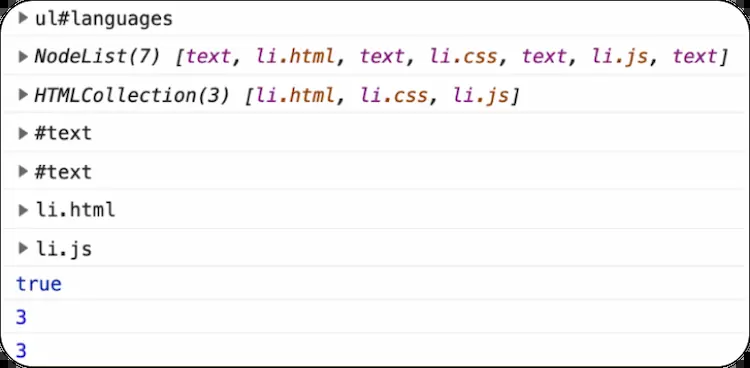 ul#languages
NodeList(7) [text, li.html, text, li.css, text, li.js, text]
HTMLCollection(3) [li.html, li.css, li.js]
#text
#text
li.html
li.js
true
3
3